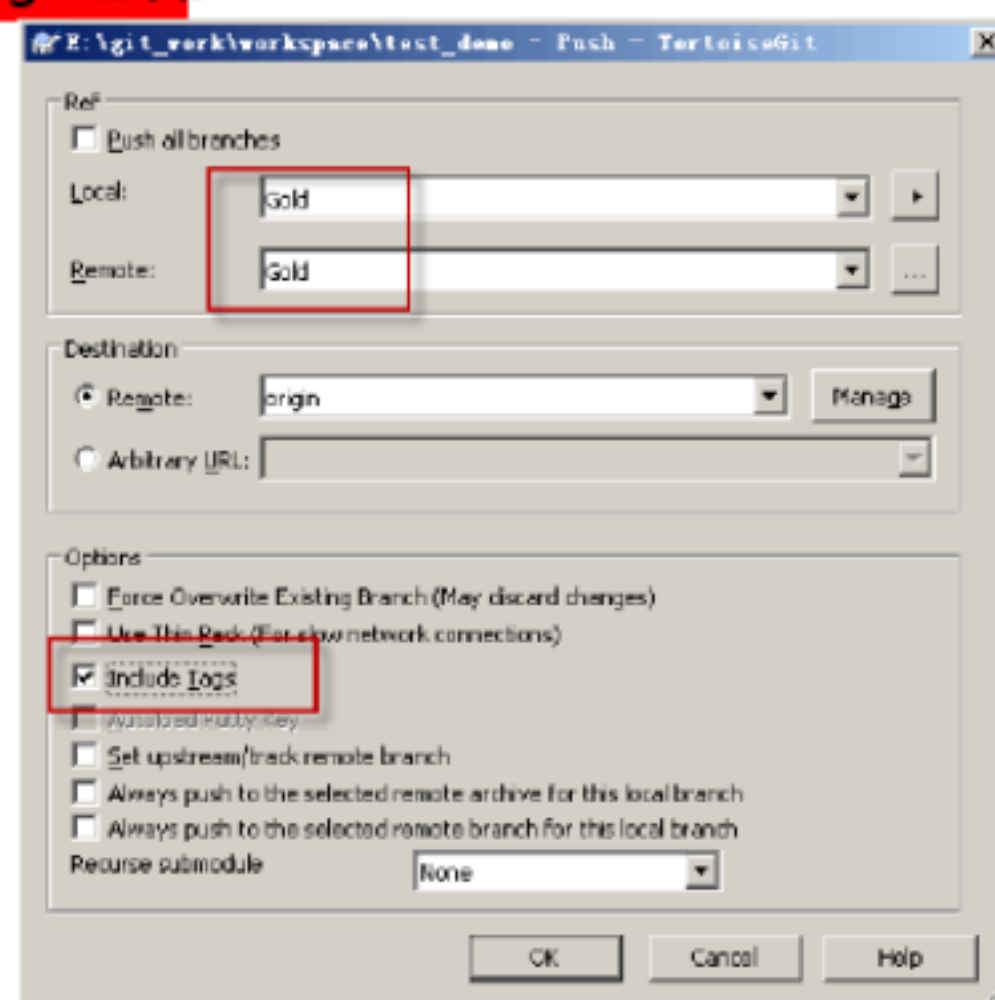 E:\git_work\workspace\test_demo - Push - TortoiseGit
Ref
Push all branches
Local:
Gold
Remote:
Gold
Destination
Remote:
origin
Manage
Arbitrary URL:
Options
Force Overwrite Existing Branch (May discard changes)
Use Thin Pack (For slow network connections)
Include Tags
Autoload Putty Key
Set upstream/track remote branch
Always push to the selected remote archive for this local branch
Always push to the selected remote branch for this local branch
Recurse submodule
None
OK
Cancel
Help